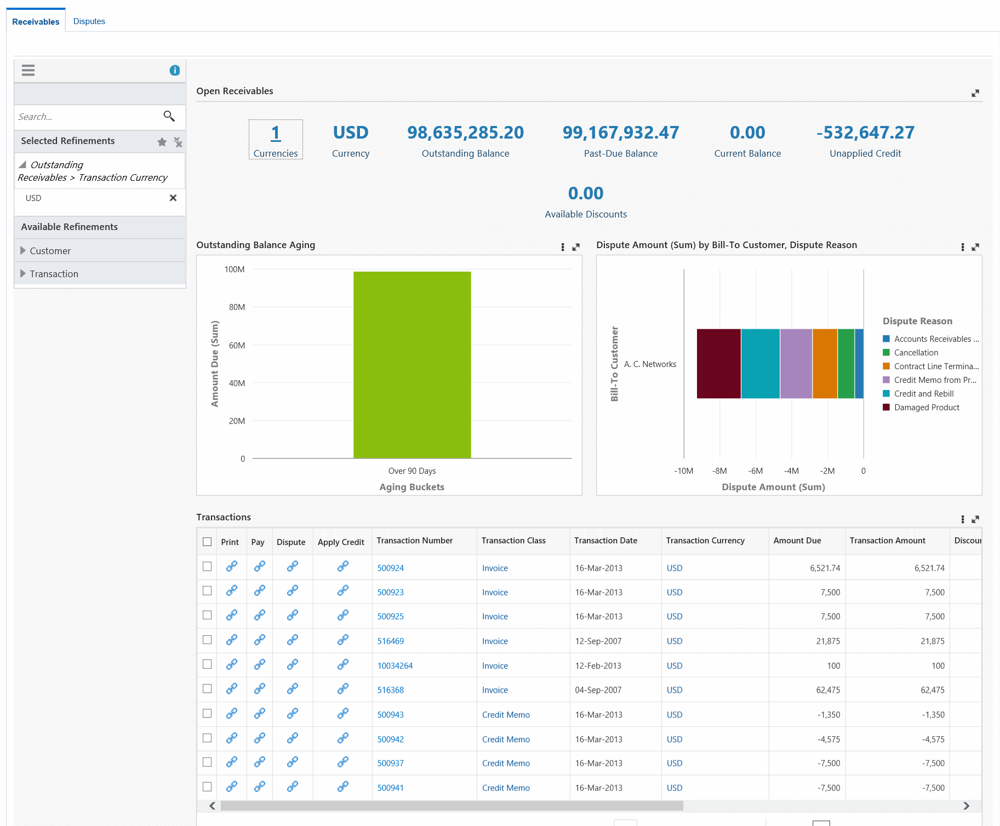 Receivables Disputes
Open Receivables
Search...
Selected Refinements
Outstanding
Receivables > Transaction Currency
USD
Available Refinements
Customer
Transaction
1 USD 98,635,285.20 99,167,932.47 0.00 -532,647.27
Currencies Currency Outstanding Balance Past-Due Balance Current Balance Unapplied Credit
0.00
Available Discounts
Outstanding Balance Aging
100M
80M
60M
40M
20M
0
Amount Due (Sum)
Over 90 Days
Aging Buckets
Dispute Amount (Sum) by Bill-To Customer, Dispute Reason
Bill-To Customer
A. C. Networks
-10M -8M -6M -4M -2M 0
Dispute Amount (Sum)
Dispute Reason
Accounts Receivables ...
Cancellation
Contract Line Termina...
Credit Memo from Pr...
Credit and Rebill
Damaged Product
Transactions
Print Pay Dispute Apply Credit Transaction Number Transaction Class Transaction Date Transaction Currency Amount Due Transaction Amount Discour
500924 Invoice 16-Mar-2013 USD 6,521.74 6,521.74
500923 Invoice 16-Mar-2013 USD 7,500 7,500
500925 Invoice 16-Mar-2013 USD 7,500 7,500
516469 Invoice 12-Sep-2007 USD 21,875 21,875
10034264 Invoice 12-Feb-2013 USD 100 100
516368 Invoice 04-Sep-2007 USD 62,475 62,475
500943 Credit Memo 16-Mar-2013 USD -1,350 -1,350
500942 Credit Memo 16-Mar-2013 USD -4,575 -4,575
500937 Credit Memo 16-Mar-2013 USD -7,500 -7,500
500941 Credit Memo 16-Mar-2013 USD -7,500 -7,500